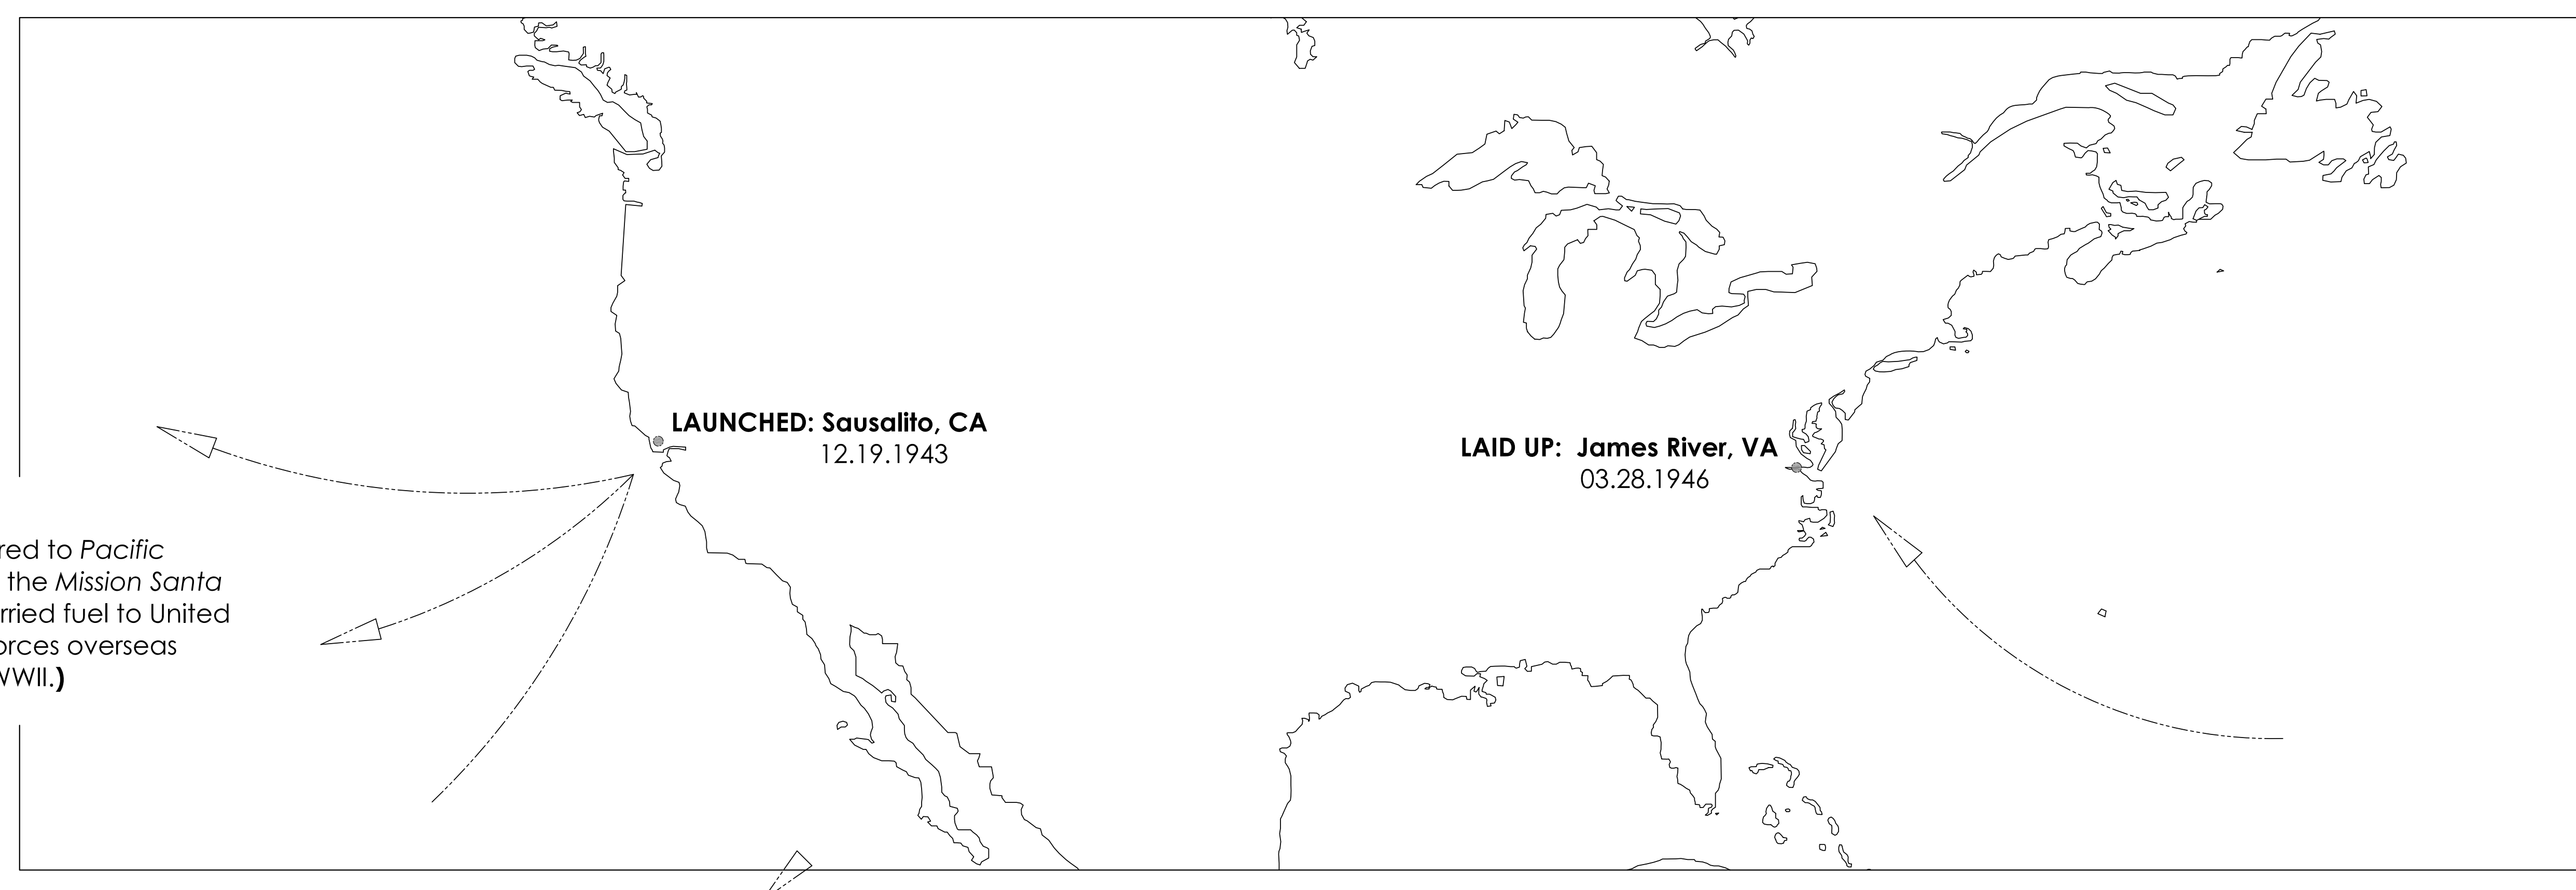 LAUNCHED: Sausalito, CA
12.19.1943
LAID UP: James River, VA
03.28.1946
red to Pacific
the Mission Santa
rried fuel to United
orces overseas
WWII.)